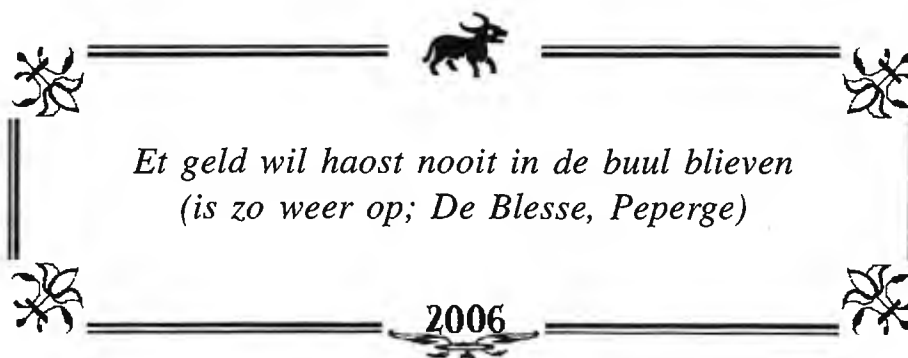 Et geld wil haost nooit in de buul blieven
(is zo weer op; De Blesse, Peperge)
2006